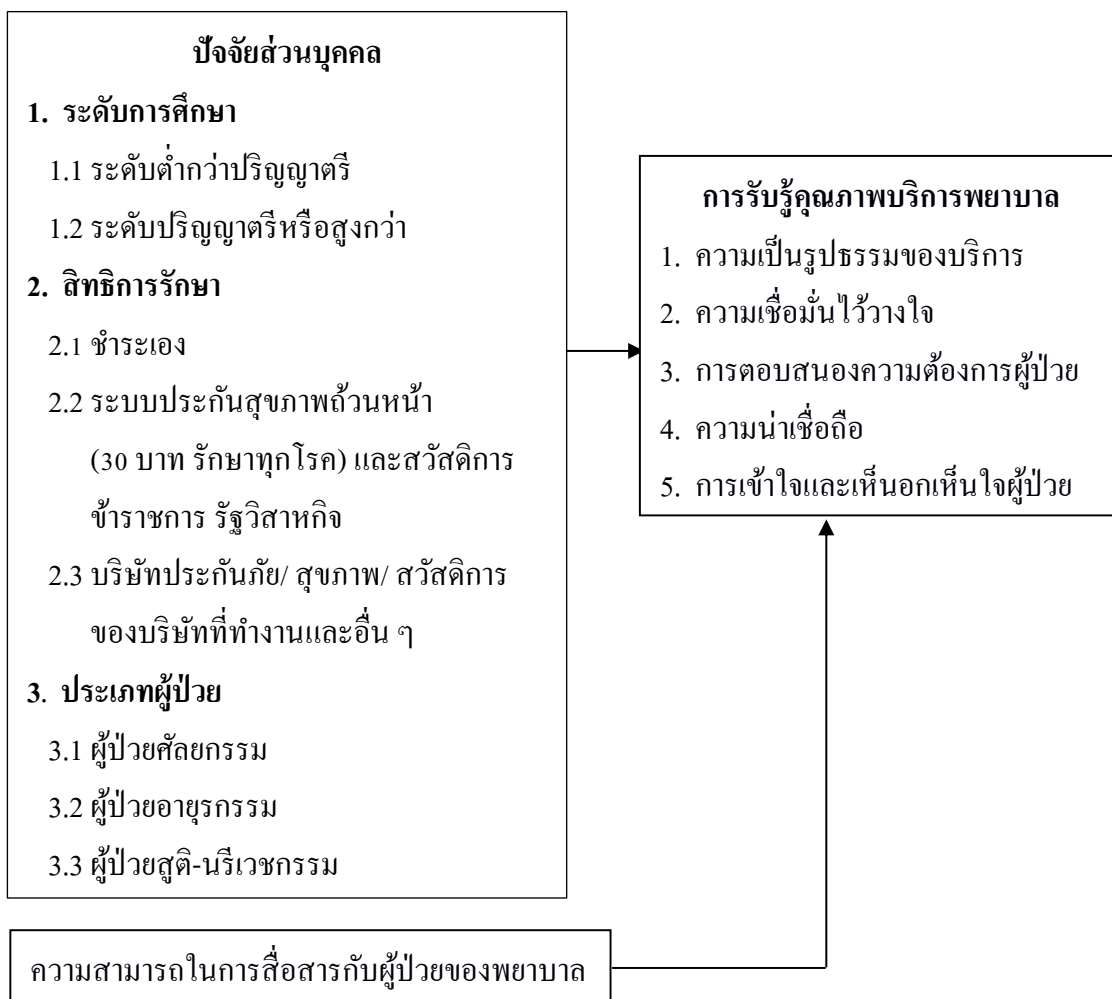 ปัจจัยส่วนบุคคล
1. ระดับการศึกษา
1.1 ระดับต่ำกว่าปริญญาตรี
1.2 ระดับปริญญาตรีหรือสูงกว่า
2. สิทธิการรักษา
2.1 ชำระเอง
2.2 ระบบประกันสุขภาพถ้วนหน้า
(30 บาท รักษาทุกโรค) และสวัสดิการ
ข้าราชการ รัฐวิสาหกิจ
2.3 บริษัทประกันภัย/ สุขภาพ/ สวัสดิการ
ของบริษัทที่ทำงานและอื่น ๆ
3. ประเภทผู้ป่วย
3.1 ผู้ป่วยศัลยกรรม
3.2 ผู้ป่วยอายุรกรรม
3.3 ผู้ป่วยสูติ-นรีเวชกรรม
การรับรู้คุณภาพบริการพยาบาล
1. ความเป็นรูปธรรมของบริการ
2. ความเชื่อมั่นไว้วางใจ
3. การตอบสนองความต้องการผู้ป่วย
4. ความน่าเชื่อถือ
5. การเข้าใจและเห็นอกเห็นใจผู้ป่วย
ความสามารถในการสื่อสารกับผู้ป่วยของพยาบาล